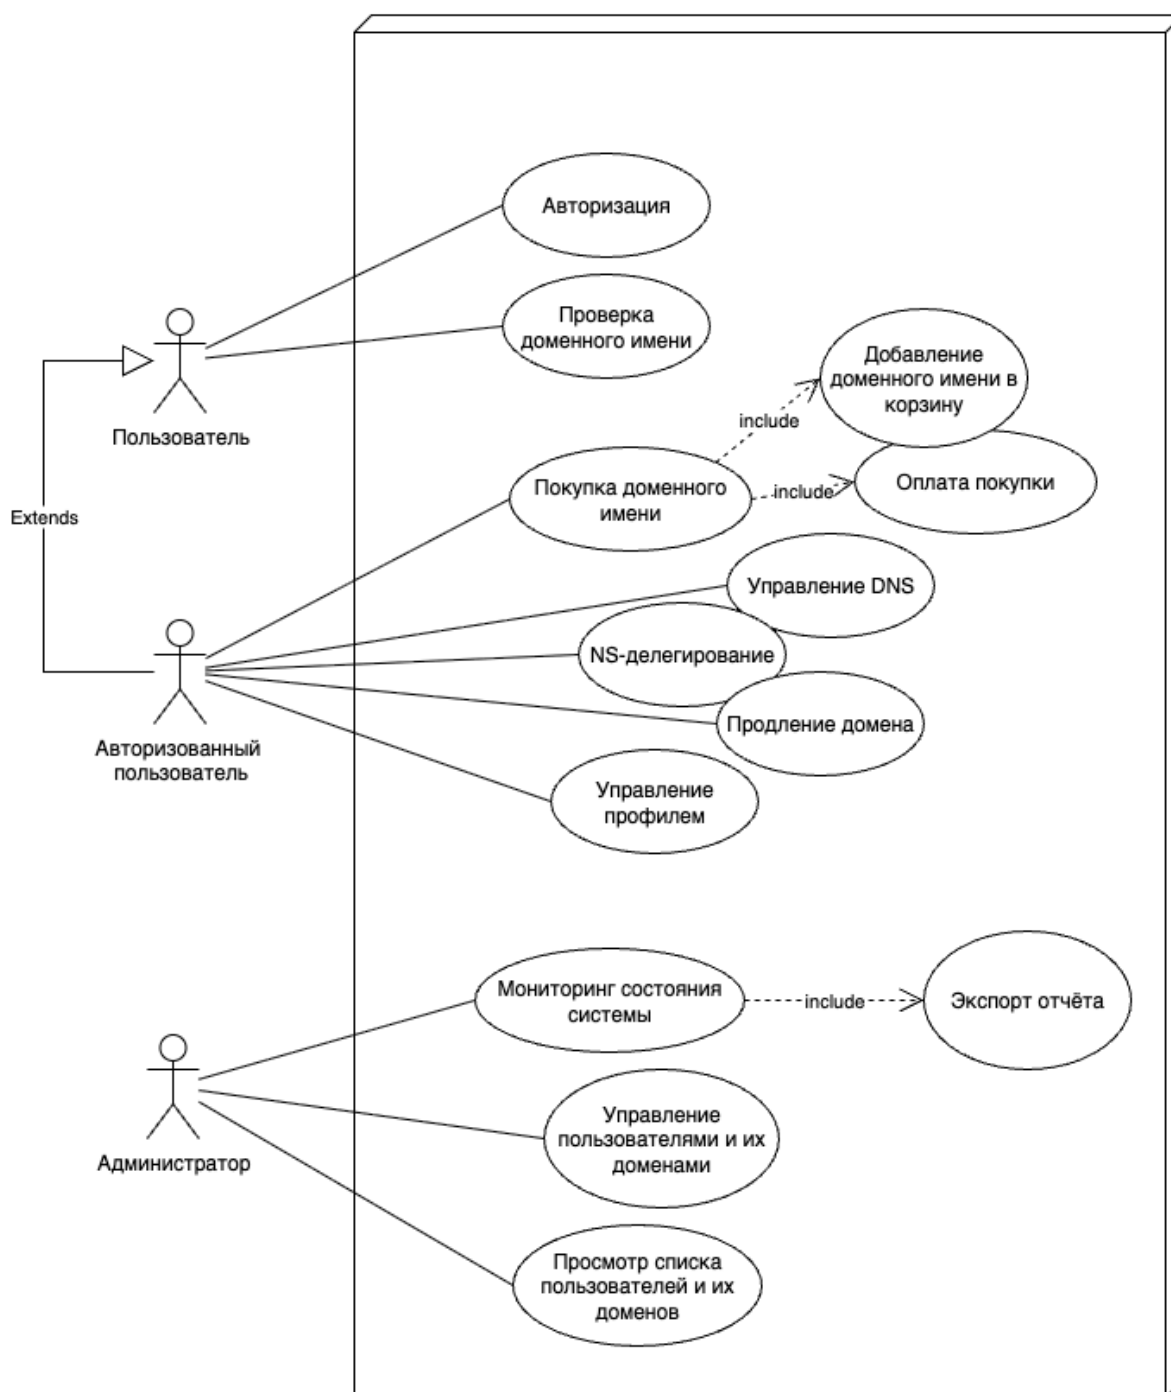 Авторизация
Проверка
доменного имени
Добавление
доменного имени в
корзину
include
Пользователь
Покупка доменного
имени
include
Оплата покупки
Extends
Управление DNS
NS-делегирование
Продление домена
Авторизованный
пользователь
Управление
профилем
Мониторинг состояния
системы
include
Экспорт отчёта
Управление
пользователями и их
доменами
Администратор
Просмотр списка
пользователей и их
доменов